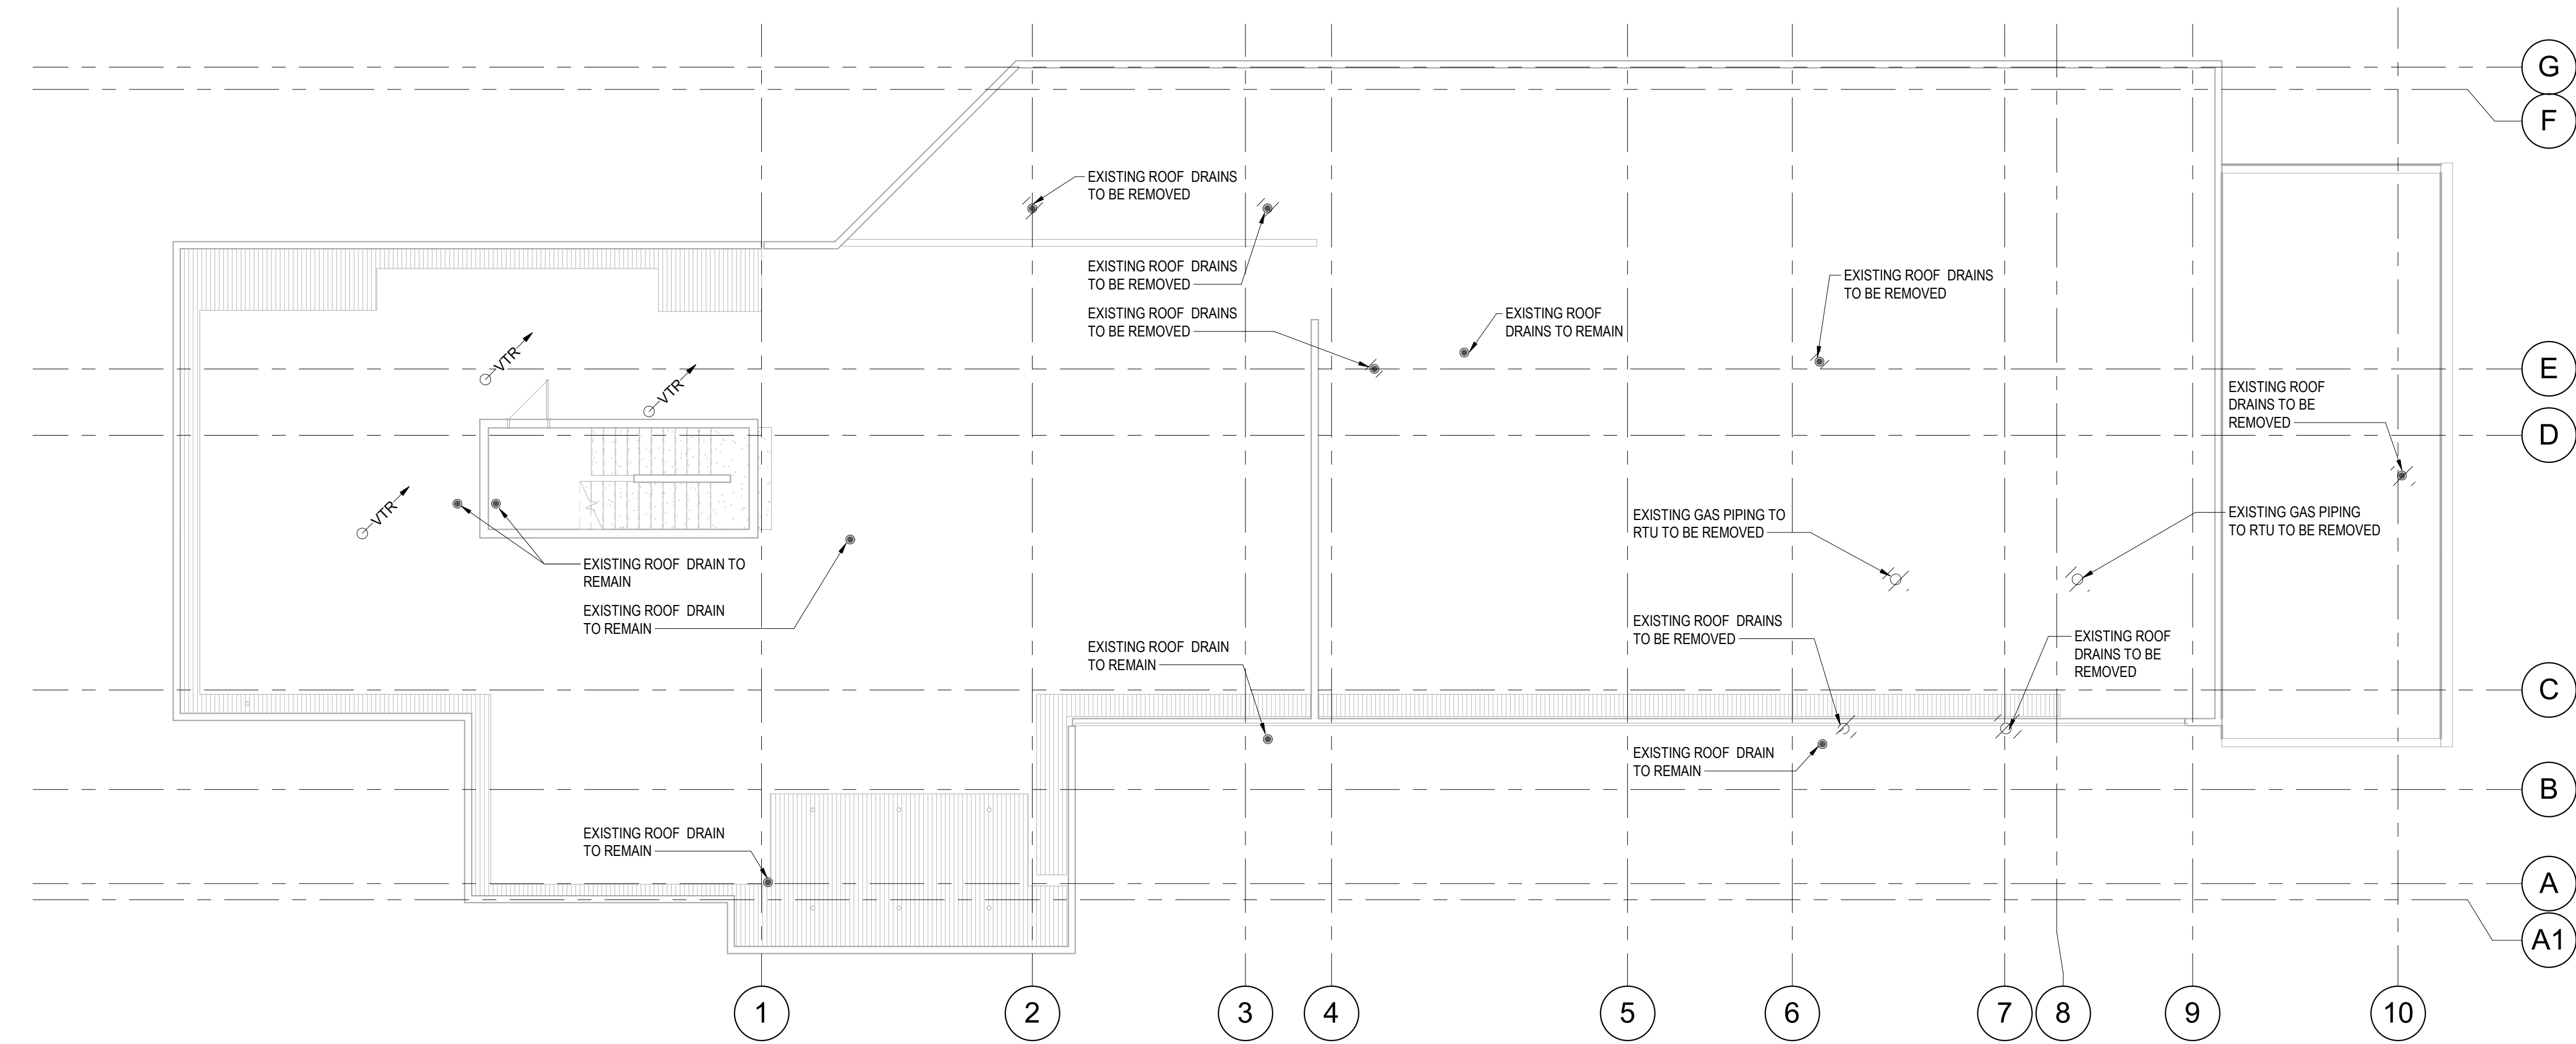 G
F
EXISTING ROOF DRAINS
TO BE REMOVED
EXISTING ROOF DRAINS
TO BE REMOVED
EXISTING ROOF DRAINS
TO BE REMOVED
EXISTING ROOF
DRAINS TO REMAIN
EXISTING ROOF DRAINS
TO BE REMOVED
VTR
VTR
VTR
E
D
EXISTING ROOF
DRAINS TO BE
REMOVED
EXISTING GAS PIPING TO
RTU TO BE REMOVED
EXISTING GAS PIPING
TO RTU TO BE REMOVED
EXISTING ROOF DRAIN TO
REMAIN
EXISTING ROOF DRAIN
TO REMAIN
EXISTING ROOF DRAIN
TO REMAIN
EXISTING ROOF DRAINS
TO BE REMOVED
EXISTING ROOF
DRAINS TO BE
REMOVED
C
EXISTING ROOF DRAIN
TO REMAIN
B
EXISTING ROOF DRAIN
TO REMAIN
A
A1
1
2
3
4
5
6
7
8
9
10